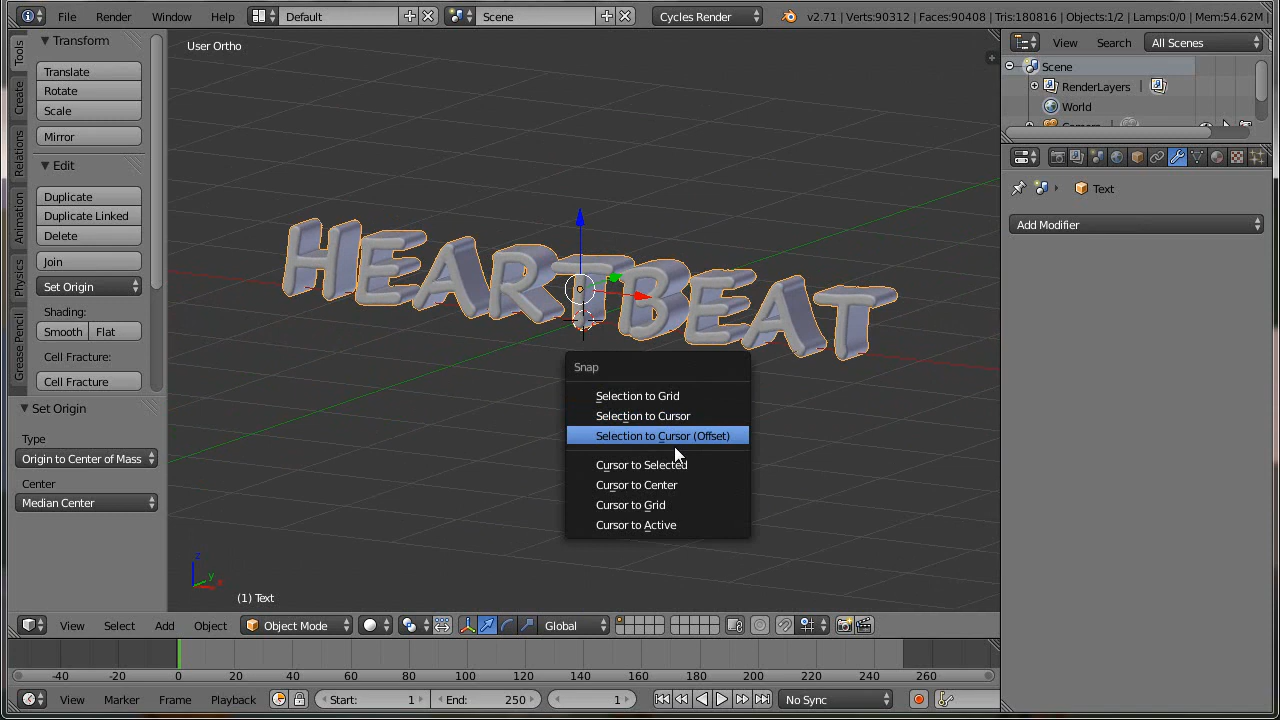 File Render Window Help Default Scene Cycles Render v2.71 | Verts:90312 | Faces:90408 | Tris:180816 | Objects:1/2 | Lamps:0/0 | Mem:54.62M |
Tools
Create
Relations
Animation
Physics
Grease Pencil
Transform
Translate
Rotate
Scale
Mirror
Edit
Duplicate
Duplicate Linked
Delete
Join
Set Origin
Shading:
Smooth Flat
Cell Fracture:
Cell Fracture
Set Origin
Type
Origin to Center of Mass
Center
Median Center
User Ortho
HEARTBEAT
Snap
Selection to Grid
Selection to Cursor
Selection to Cursor (Offset)
Cursor to Selected
Cursor to Center
Cursor to Grid
Cursor to Active
z
y
x
(1) Text
View Search All Scenes
Scene
RenderLayers |
World
Text
Add Modifier
View Select Add Object Object Mode Global
-40 -20 0 20 40 60 80 100 120 140 160 180 200 220 240 260
View Marker Frame Playback Start: 1 End: 250 1 No Sync